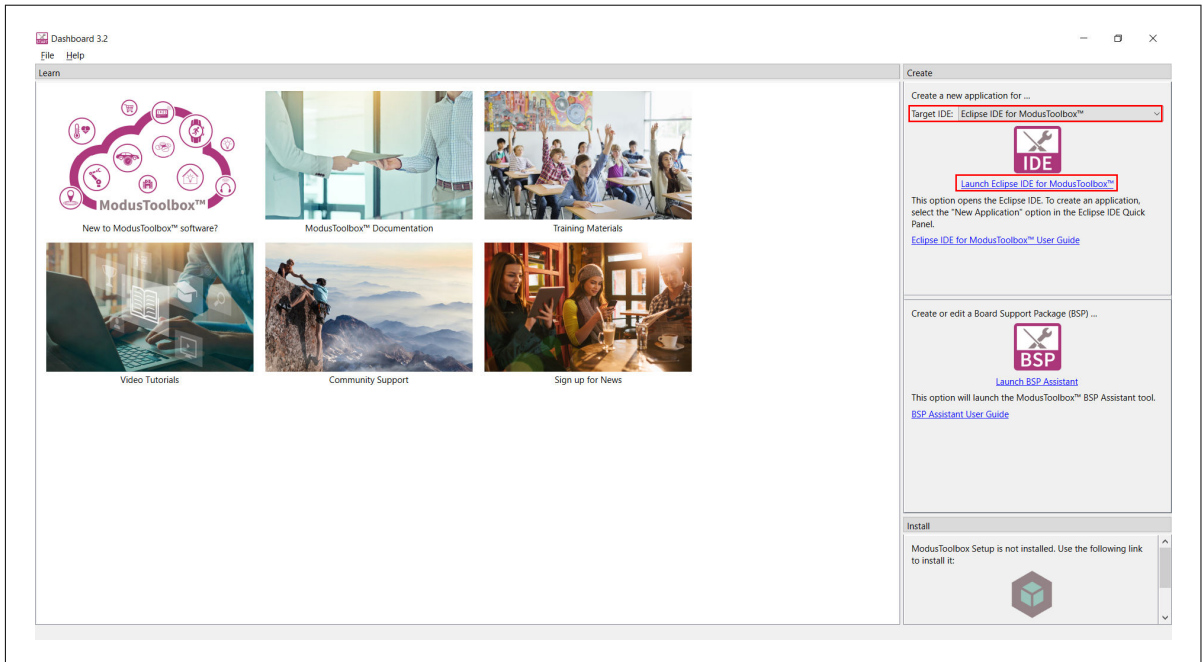 Dashboard 3.2
File Help
Learn
ModusToolbox™
New to ModusToolbox™ software?
ModusToolbox™ Documentation
Training Materials
Video Tutorials
Community Support
Sign up for News
Create
Create a new application for ...
Target IDE: Eclipse IDE for ModusToolbox™
IDE
Launch Eclipse IDE for ModusToolbox™
This option opens the Eclipse IDE. To create an application,
select the "New Application" option in the Eclipse IDE Quick
Panel.
Eclipse IDE for ModusToolbox™ User Guide
Create or edit a Board Support Package (BSP) ...
BSP
Launch BSP Assistant
This option will launch the ModusToolbox™ BSP Assistant tool.
BSP Assistant User Guide
Install
ModusToolbox Setup is not installed. Use the following link
to install it: